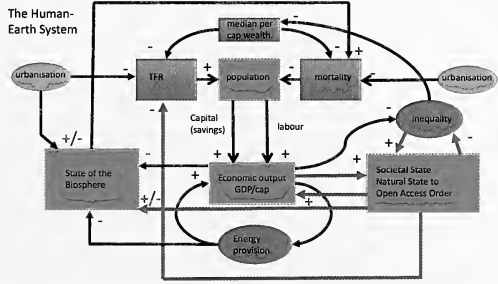 The Human-
Earth System
median per
cap wealth.
-
-
-
-
+
urbanisation
-
TFR
+
population
-
mortality
-
urbanisation
Capital
(savings)
labour
-
Inequality
+/-
+
+
-
+
-
State of the
Biosphere
-
+
Economic output
GDP/cap
+
+
+
Societal State
Natural State to
Open Access Order
+/-
-
-
+
+
+
Energy
provision
-